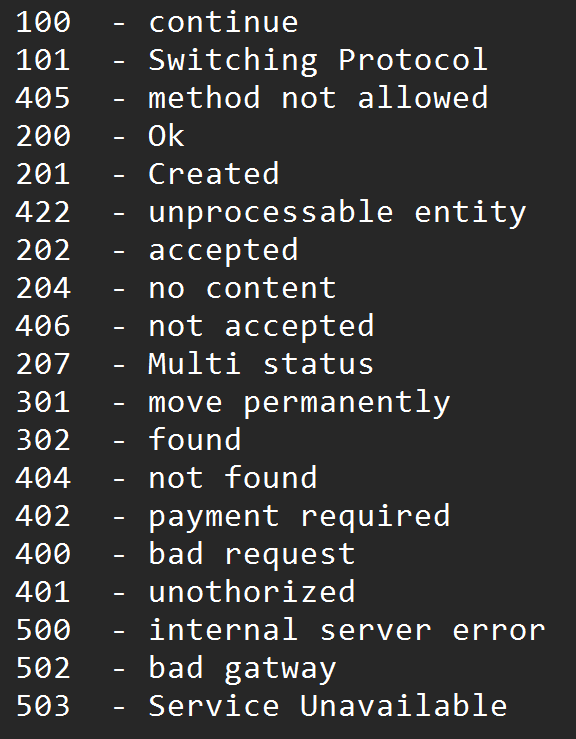 100  - continue
101  - Switching Protocol
405  - method not allowed
200  - Ok
201  - Created
422  - unprocessable entity
202  - accepted
204  - no content
406  - not accepted
207  - Multi status
301  - move permanently
302  - found
404  - not found
402  - payment required
400  - bad request
401  - unothorized
500  - internal server error
502  - bad gatway
503  - Service Unavailable